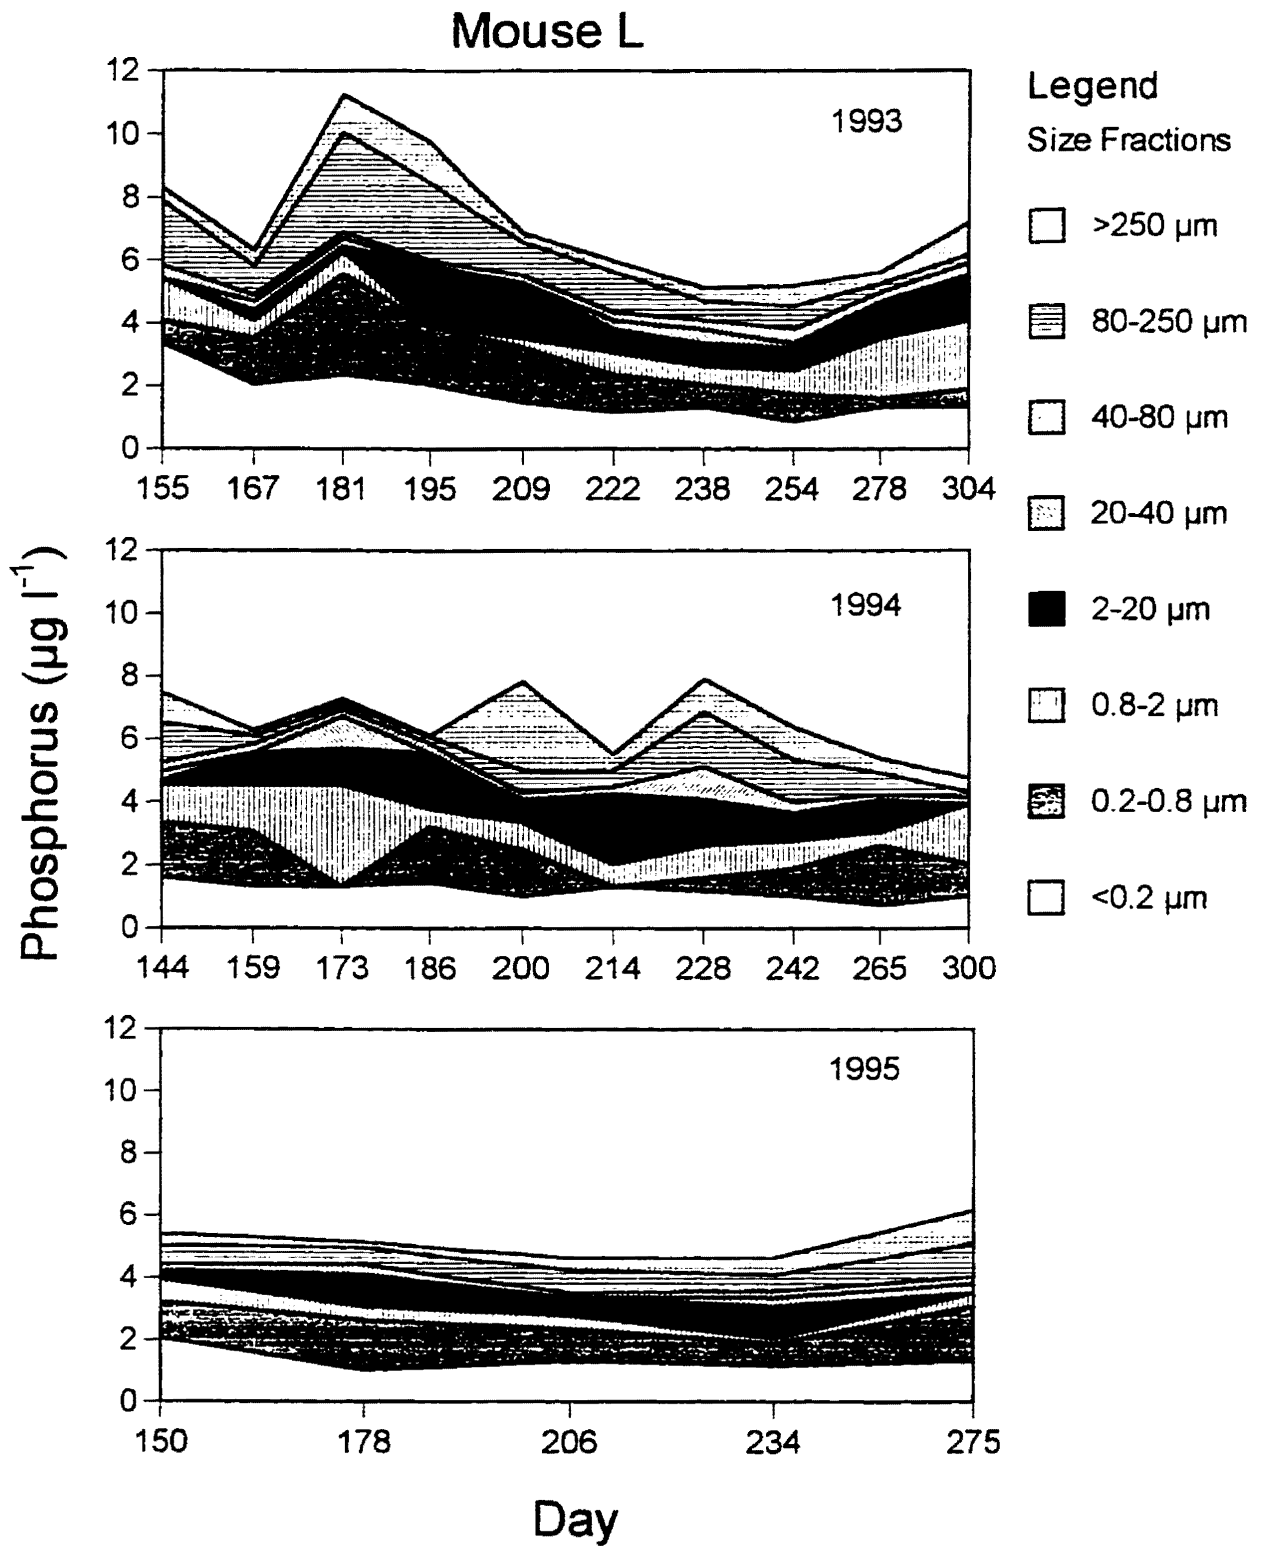 Mouse L
12
10
8
6
4
2
0
1993
155 167 181 195 209 222 238 254 278 304
Legend
Size Fractions
>250 µm
80-250 µm
40-80 µm
20-40 µm
2-20 µm
0.8-2 µm
0.2-0.8 µm
<0.2 µm
Phosphorus (µg l⁻¹)
12
10
8
6
4
2
0
1994
144 159 173 186 200 214 228 242 265 300
12
10
8
6
4
2
0
1995
150 178 206 234 275
Day